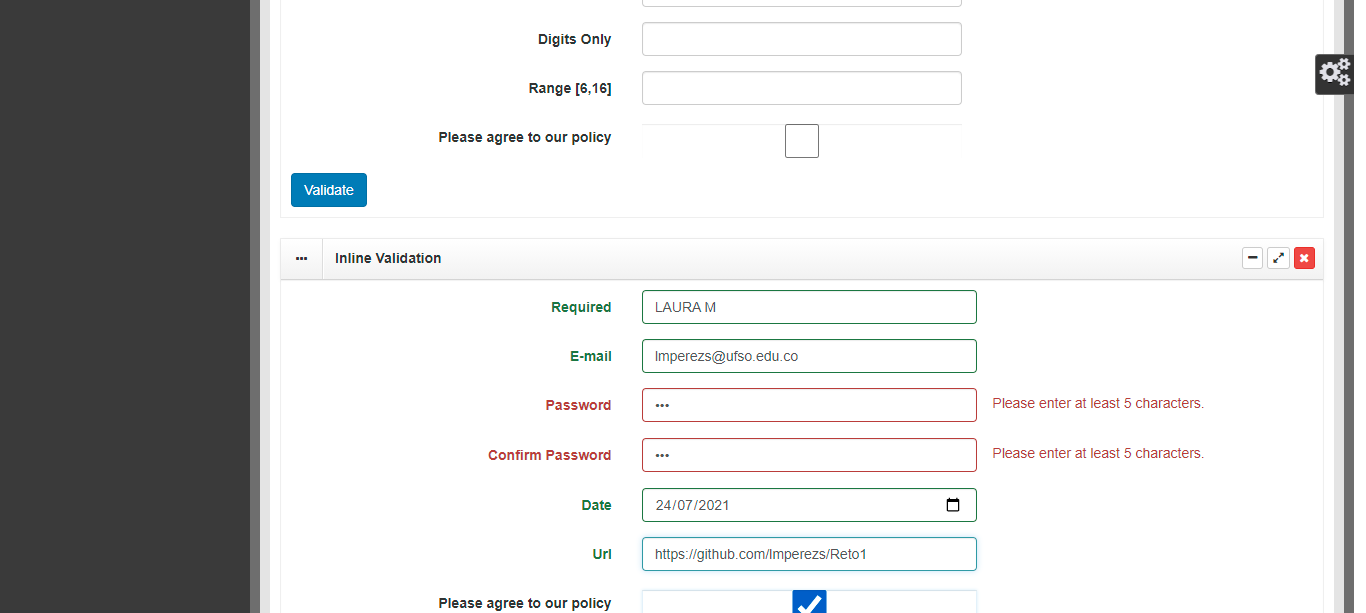 Digits Only
Range [6,16]
Please agree to our policy
Validate
Inline Validation
Required LAURA M
E-mail lmperezs@ufso.edu.co
Password ••• Please enter at least 5 characters.
Confirm Password ••• Please enter at least 5 characters.
Date 24/07/2021
Url https://github.com/lmperezs/Reto1
Please agree to our policy